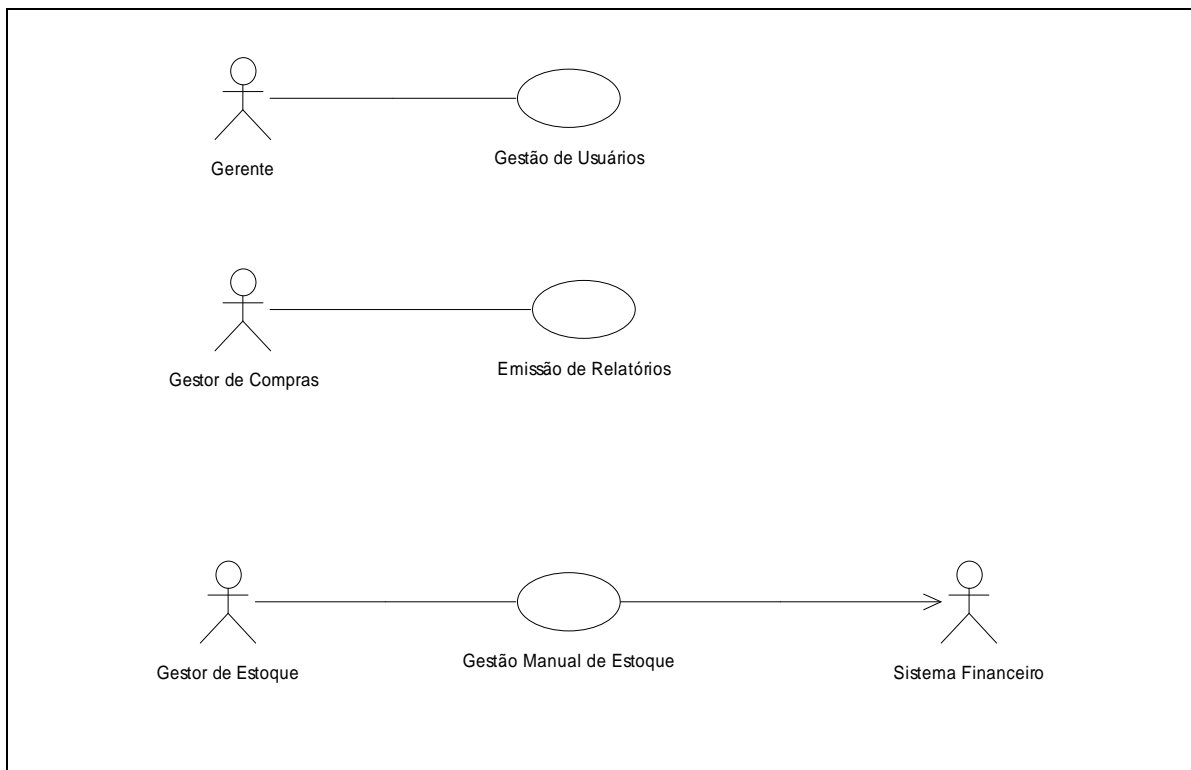 Gerente
Gestão de Usuários
Gestor de Compras
Emissão de Relatórios
Gestor de Estoque
Gestão Manual de Estoque
Sistema Financeiro